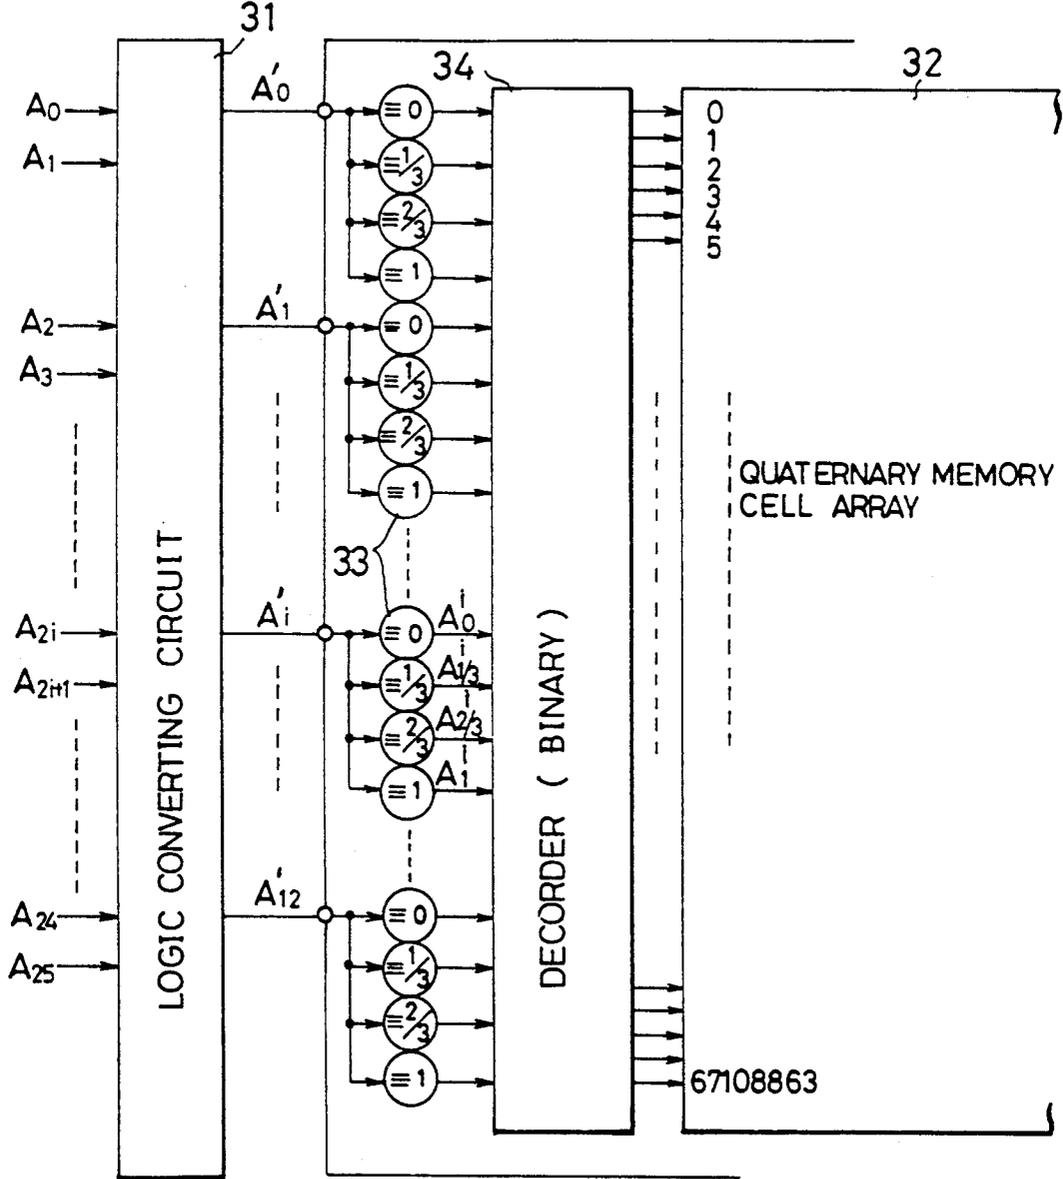 31
34
32
A0
A'0
≡0
0
1
A1
≡1/3
2
3
≡2/3
4
5
≡1
A2
A'1
≡0
A3
≡1/3
≡2/3
≡1
QUATERNARY MEMORY
CELL ARRAY
33
A2i
A'i
≡0
A0^i
A2i+1
≡1/3
A1/3^i
≡2/3
A2/3^i
≡1
A1^i
LOGIC CONVERTING CIRCUIT
DECORDER ( BINARY )
A24
A'12
≡0
A25
≡1/3
≡2/3
≡1
67108863